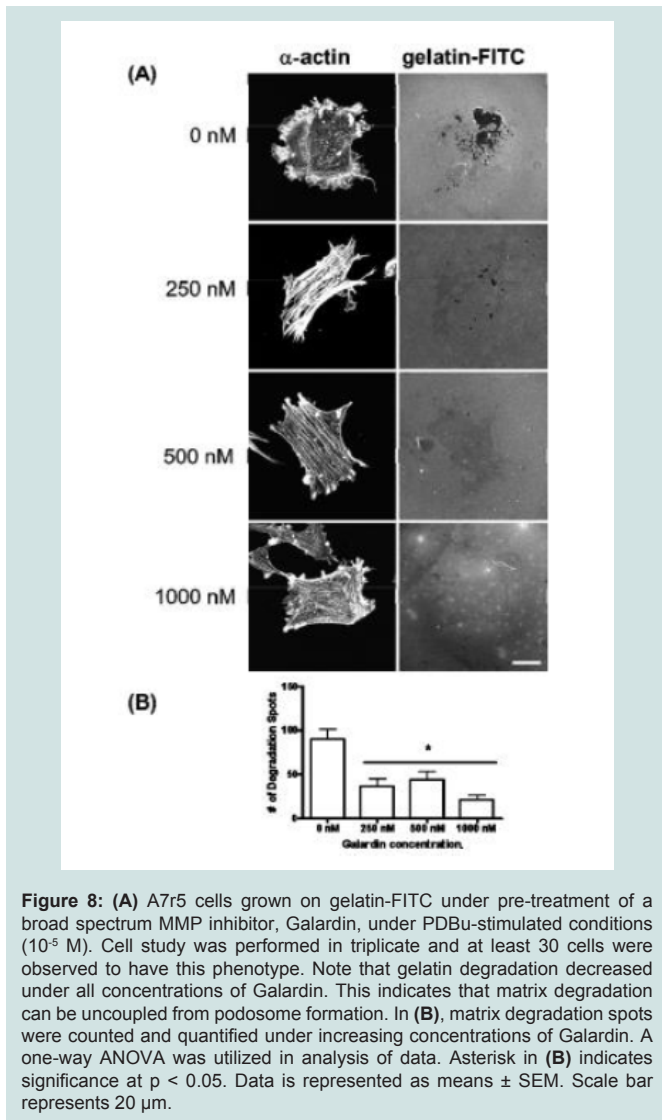 (A)
α-actin gelatin-FITC
0 nM
250 nM
500 nM
1000 nM
(B)
# of Degradation Spots
150
100
50
0
*
0 nM 250 nM 500 nM 1000 nM
Galardin concentration.
Figure 8: (A) A7r5 cells grown on gelatin-FITC under pre-treatment of a
broad spectrum MMP inhibitor, Galardin, under PDBu-stimulated conditions
(10⁻⁵ M). Cell study was performed in triplicate and at least 30 cells were
observed to have this phenotype. Note that gelatin degradation decreased
under all concentrations of Galardin. This indicates that matrix degradation
can be uncoupled from podosome formation. In (B), matrix degradation spots
were counted and quantified under increasing concentrations of Galardin. A
one-way ANOVA was utilized in analysis of data. Asterisk in (B) indicates
significance at p < 0.05. Data is represented as means ± SEM. Scale bar
represents 20 µm.